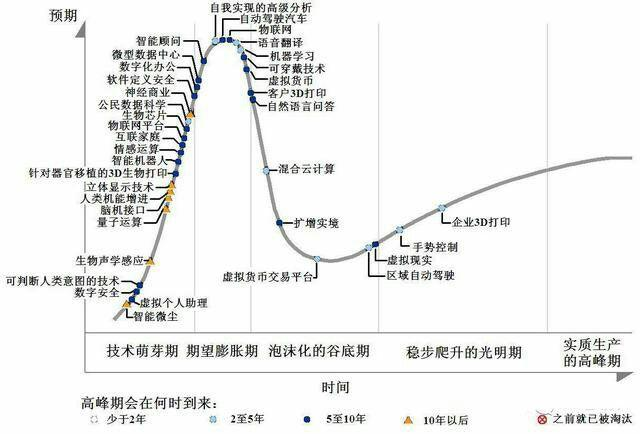 预期
自我实现的高级分析
自动驾驶汽车
物联网
语音翻译
机器学习
可穿戴技术
虚拟货币
客户3D打印
自然语言问答
智能顾问
微型数据中心
数字化办公
软件定义安全
神经商业
公民数据科学
生物芯片
物联网平台
互联家庭
情感运算
智能机器人
针对器官移植的3D生物打印
立体显示技术
人类机能增进
脑机接口
量子运算
生物声学感应
可判断人类意图的技术
数字安全
虚拟个人助理
智能微尘
混合云计算
扩增实境
虚拟货币交易平台
企业3D打印
手势控制
虚拟现实
区域自动驾驶
技术萌芽期
期望膨胀期
泡沫化的谷底期
稳步爬升的光明期
实质生产
的高峰期
时间
高峰期会在何时到来：
少于2年
2至5年
5至10年
10年以后
之前就已被淘汰